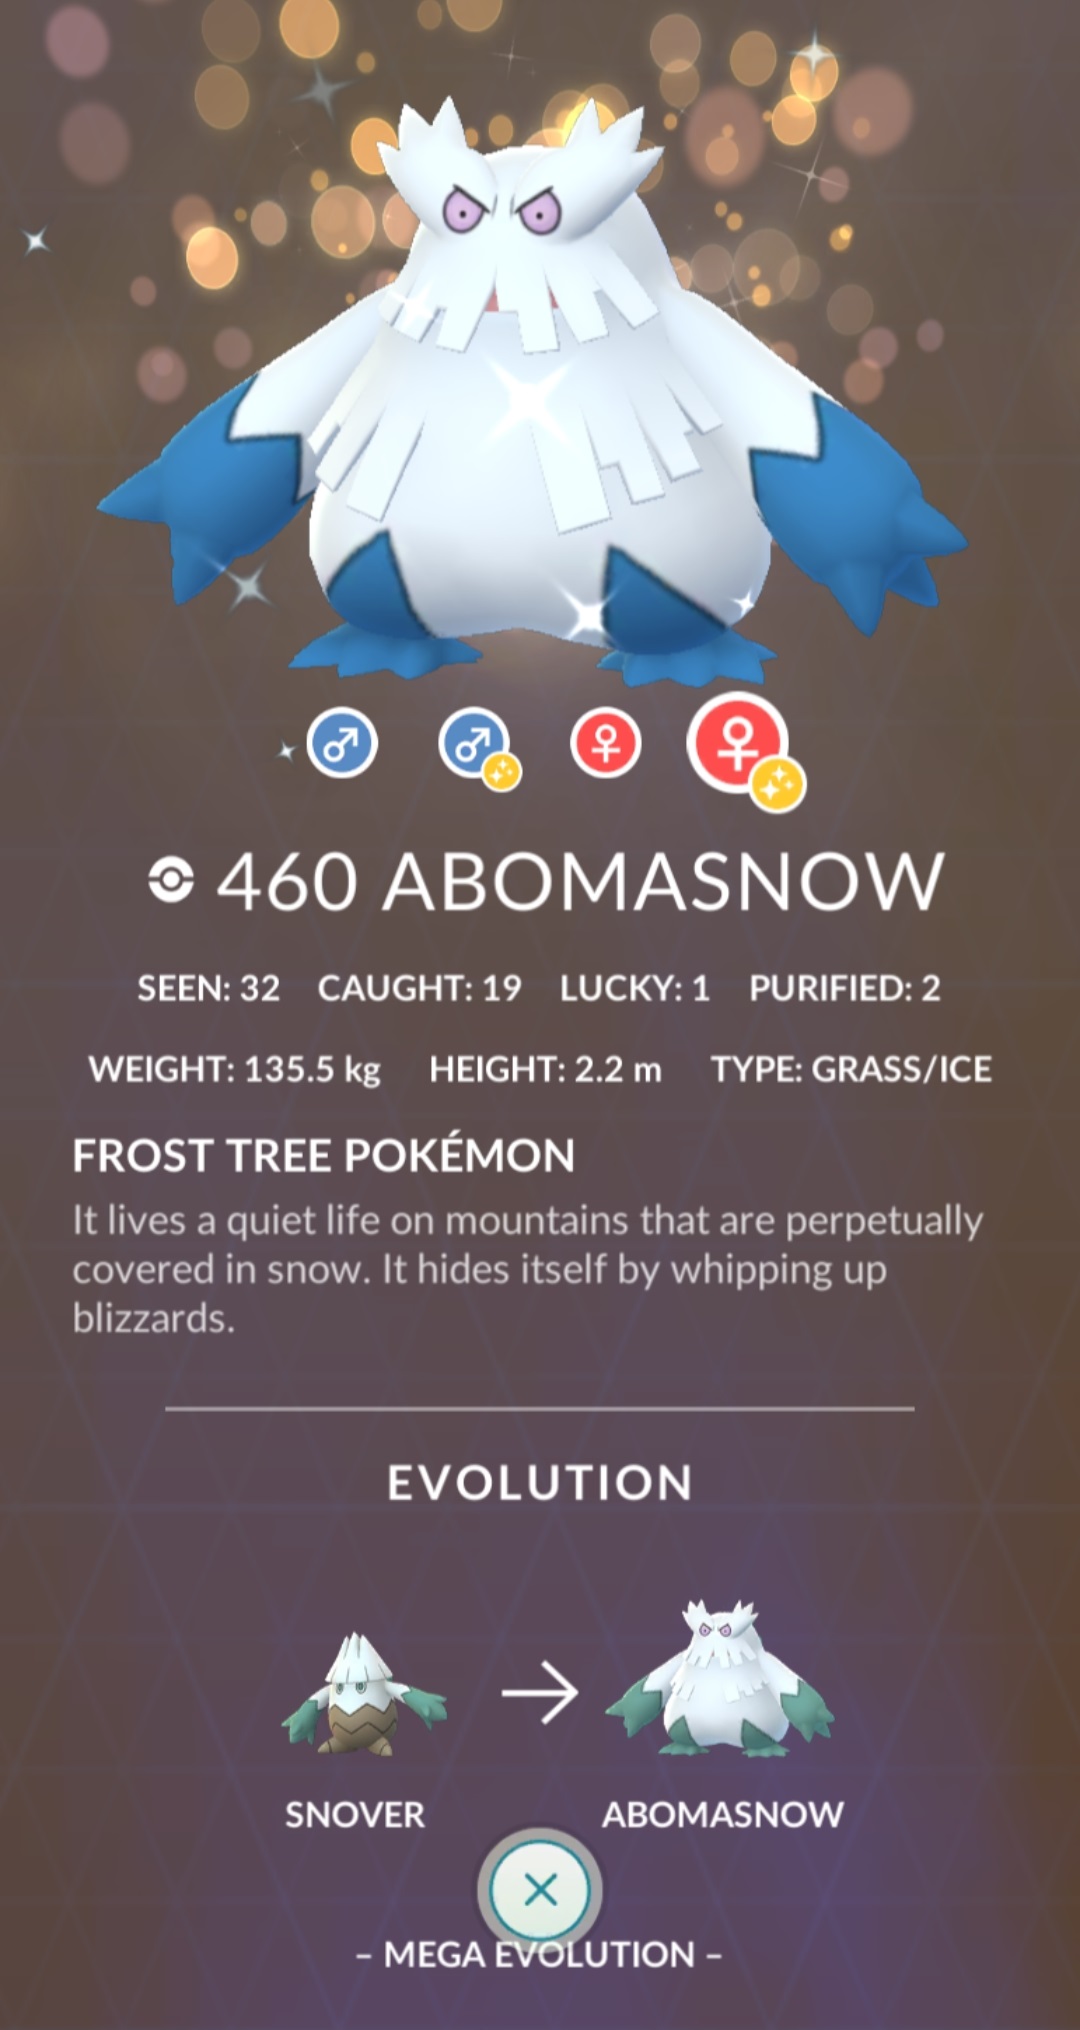 460 ABOMASNOW
SEEN: 32 CAUGHT: 19 LUCKY: 1 PURIFIED: 2
WEIGHT: 135.5 kg HEIGHT: 2.2 m TYPE: GRASS/ICE
FROST TREE POKÉMON
It lives a quiet life on mountains that are perpetually
covered in snow. It hides itself by whipping up
blizzards.
EVOLUTION
SNOVER ABOMASNOW
– MEGA EVOLUTION –